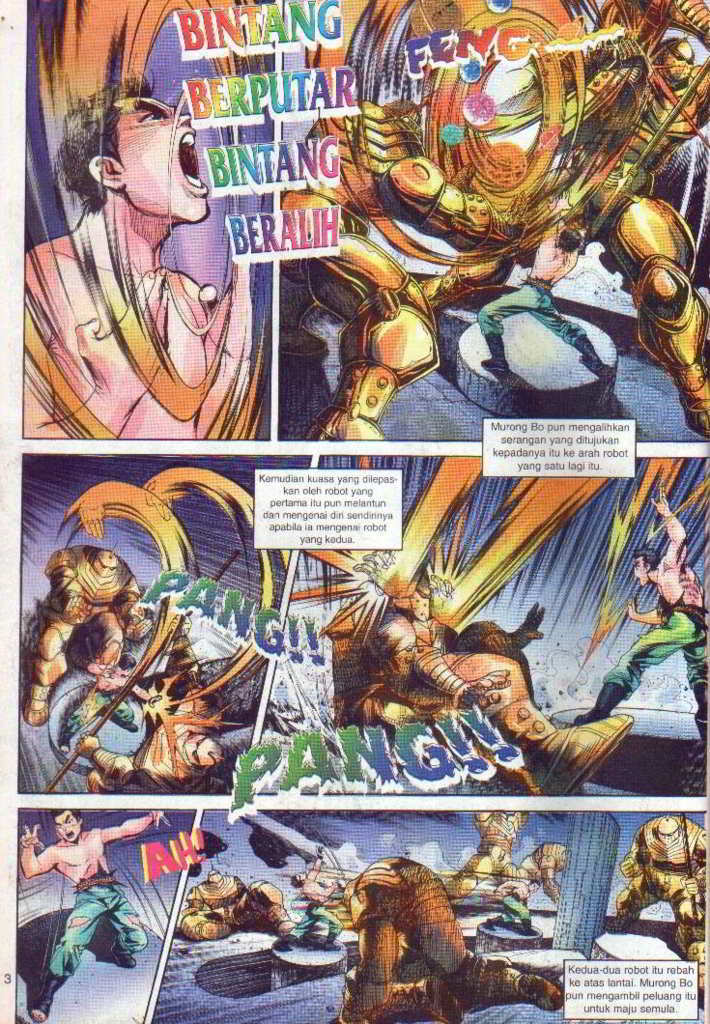 BINTANG
BERPUTAR
BINTANG
BERALIH
FENG
Murong Bo pun mengalihkan
serangan yang ditujukan
kepadanya itu ke arah robot
yang satu lagi itu.
Kemudian kuasa yang dilepas-
kan oleh robot yang
pertama itu pun melantun
dan mengenai diri sendirinya
apabila ia mengenai robot
yang kedua.
PANG!!
PANG!!
AH!
Kedua-dua robot itu rebah
ke atas lantai. Murong Bo
pun mengambil peluang itu
untuk maju semula.
3